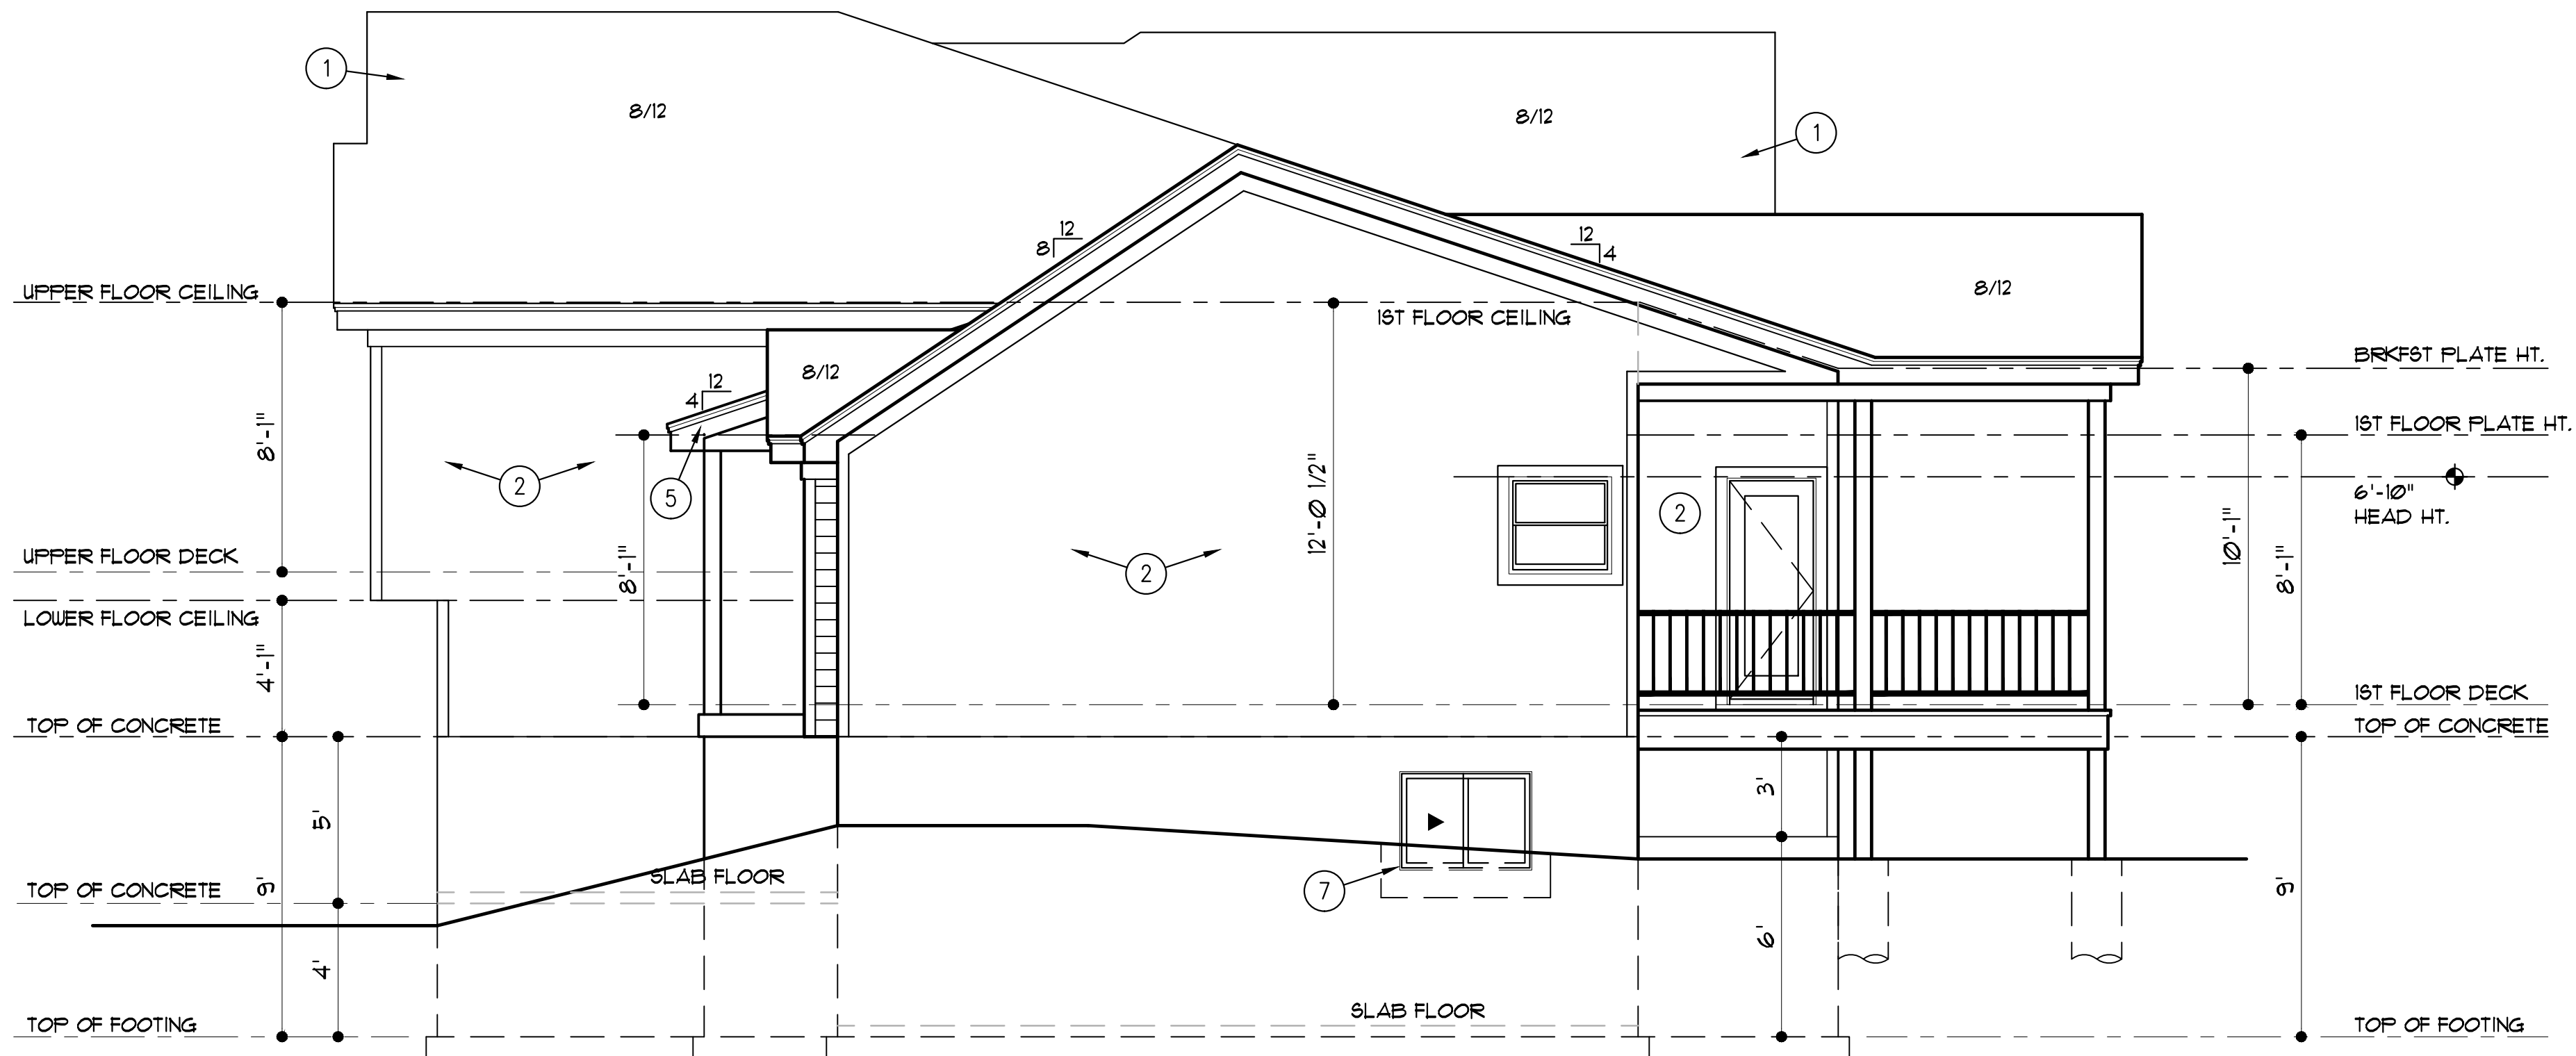 1
8/12
8/12
1
12
8
12
4
8/12
UPPER FLOOR CEILING
1ST FLOOR CEILING
BRKFST PLATE HT.
8/12
12
4
8'-1"
1ST FLOOR PLATE HT.
2
5
12'-Ø 1/2"
2
6'-1Ø"
HEAD HT.
1Ø'-1"
8'-1"
8'-1"
UPPER FLOOR DECK
2
LOWER FLOOR CEILING
4'-1"
1ST FLOOR DECK
TOP OF CONCRETE
TOP OF CONCRETE
3'
5'
SLAB FLOOR
TOP OF CONCRETE
9'
7
9'
6'
4'
SLAB FLOOR
TOP OF FOOTING
TOP OF FOOTING